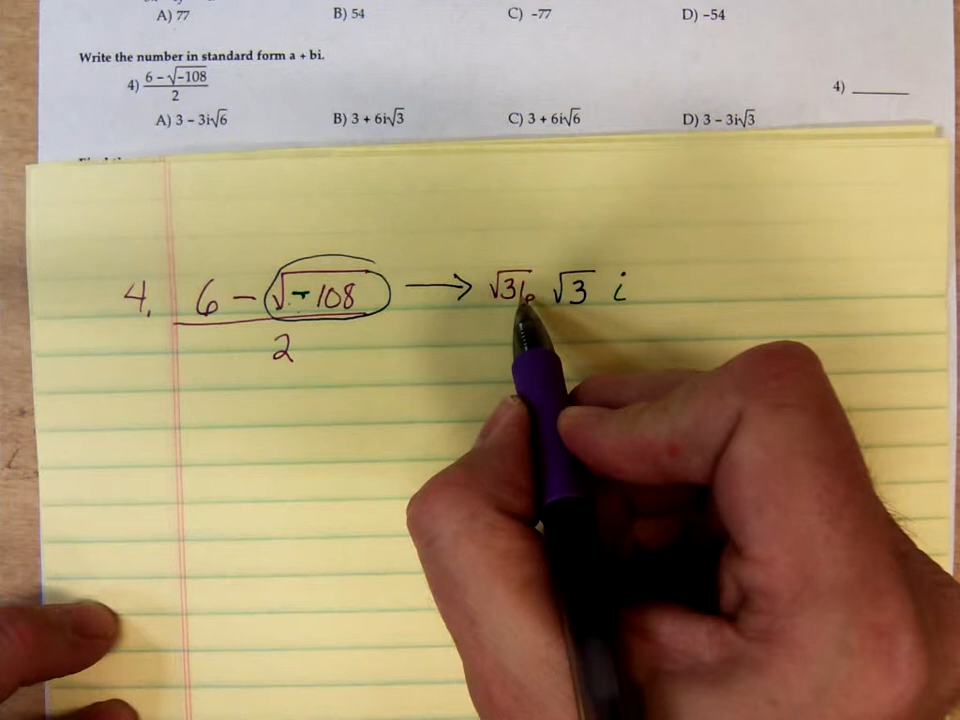 A) 77 B) 54 C) -77 D) -54
Write the number in standard form a + bi.
4) 6 - √-108 / 2 4) ______
A) 3 - 3i√6 B) 3 + 6i√3 C) 3 + 6i√6 D) 3 - 3i√3
4. 6 - √-108 → √36 √3 i
2